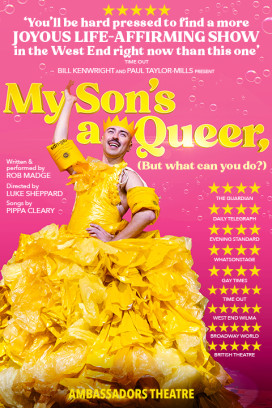 ★★★★★
'You'll be hard pressed to find a more
JOYOUS LIFE-AFFIRMING SHOW
in the West End right now than this one'
TIME OUT
BILL KENWRIGHT AND PAUL TAYLOR-MILLS PRESENT
My Son's
a Queer,
(But what can you do?)
Written &
performed by
ROB MADGE
Directed by
LUKE SHEPPARD
Songs by
PIPPA CLEARY
THE GUARDIAN
DAILY TELEGRAPH
EVENING STANDARD
WHATSONSTAGE
GAY TIMES
TIME OUT
WEST END WILMA
BROADWAY WORLD
BRITISH THEATRE
AMBASSADORS THEATRE